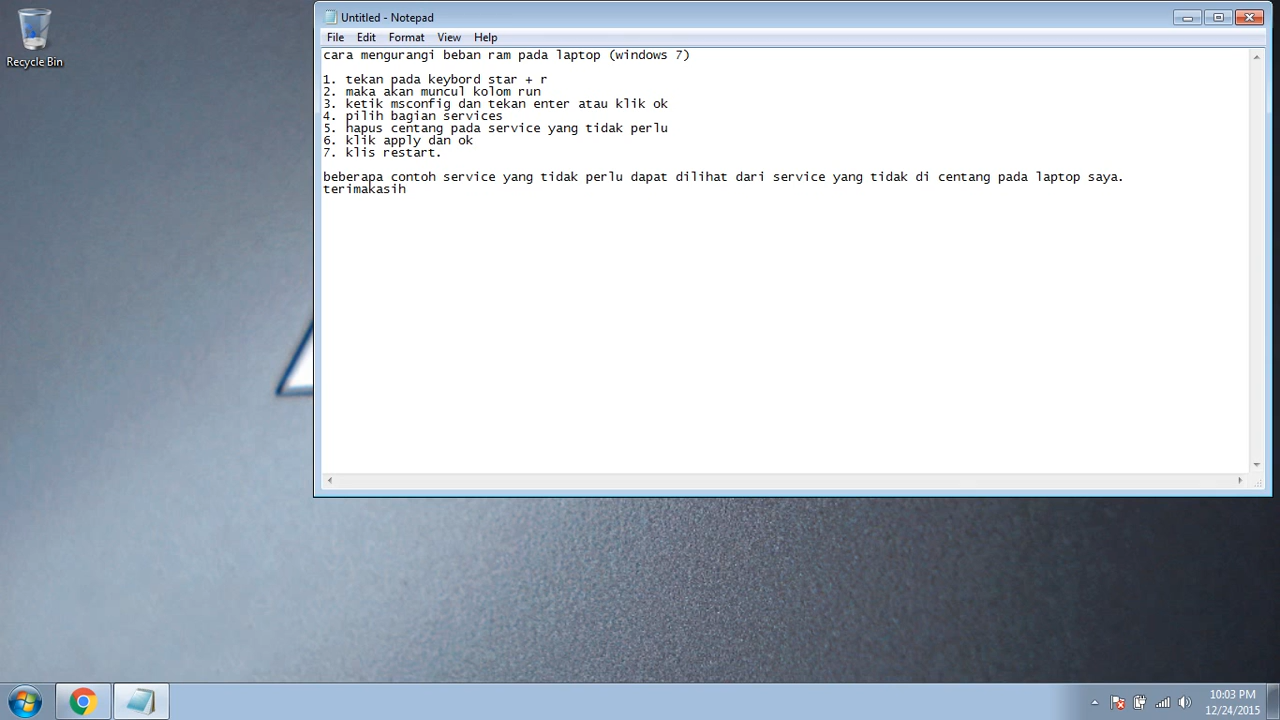 Recycle Bin
Untitled - Notepad
File Edit Format View Help
cara mengurangi beban ram pada laptop (windows 7)
1. tekan pada keybord star + r
2. maka akan muncul kolom run
3. ketik msconfig dan tekan enter atau klik ok
4. pilih bagian services
5. hapus centang pada service yang tidak perlu
6. klik apply dan ok
7. klis restart.
beberapa contoh service yang tidak perlu dapat dilihat dari service yang tidak di centang pada laptop saya.
terimakasih
10:03 PM
12/24/2015